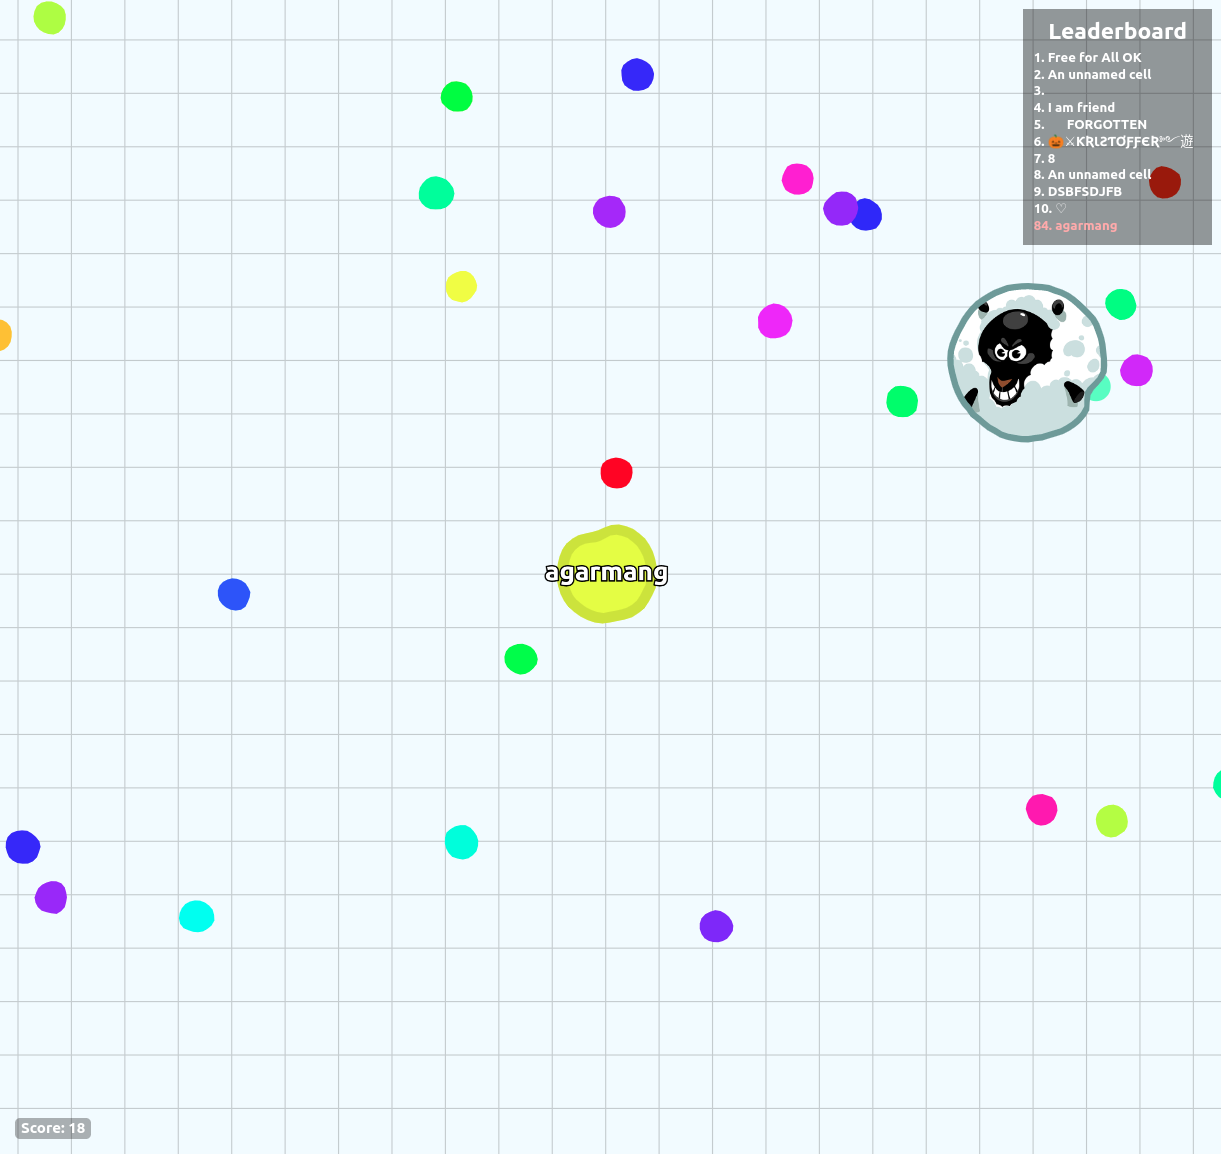 Leaderboard
1. Free for All OK
2. An unnamed cell
3.
4. I am friend
5. FORGOTTEN
6. 🎃⚔
7. 8
8. An unnamed cell
9. DSBFSDJFB
10. ♡
84. agarmang
agarmang
Score: 18